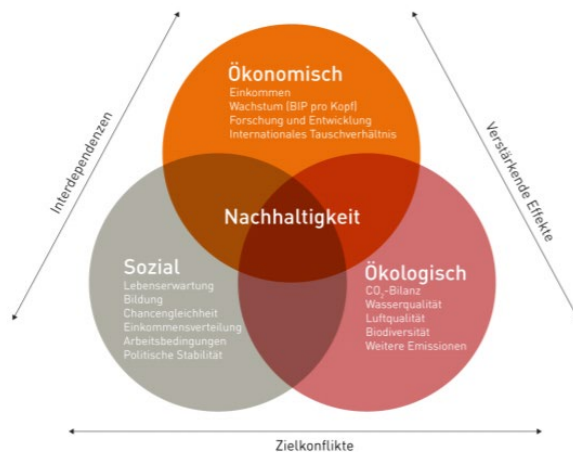 Ökonomisch
Einkommen
Wachstum (BIP pro Kopf)
Forschung und Entwicklung
Internationales Tauschverhältnis
Interdependenzen
Verstärkende Effekte
Nachhaltigkeit
Sozial
Lebenserwartung
Bildung
Chancengleichheit
Einkommensverteilung
Arbeitsbedingungen
Politische Stabilität
Ökologisch
CO₂-Bilanz
Wasserqualität
Luftqualität
Biodiversität
Weitere Emissionen
Zielkonflikte